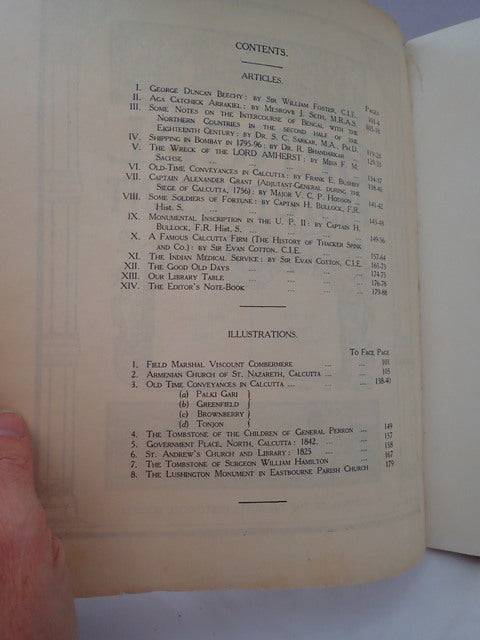 CONTENTS.
ARTICLES.
PAGES
I. GEORGE DUNCAN BEECHY: BY SIR WILLIAM FOSTER, C.I.E. 101-4
II. AGA CATCHICK ARRAKIEL: BY MESROVB J. SETH, M.R.A.S. 105-18
III. SOME NOTES ON THE INTERCOURSE OF BENGAL WITH THE
NORTHERN COUNTRIES IN THE SECOND HALF OF THE
EIGHTEENTH CENTURY: BY DR. S. C. SARKAR, M.A., PH.D. 119-28
IV. SHIPPING IN BOMBAY IN 1795-96: BY DR. R. BHANDARKAR ... 129-33
V. THE WRECK OF THE LORD AMHERST: BY MISS F. M.
SACHSE ... ... ... ... 134-37
VI. OLD-TIME CONVEYANCES IN CALCUTTA: BY FRANK E. BUSHBY 138-40
VII. CAPTAIN ALEXANDER GRANT (ADJUTANT-GENERAL DURING THE
SIEGE OF CALCUTTA, 1756): BY MAJOR V. C. P. HODSON ... 141-42
VIII. SOME SOLDIERS OF FORTUNE: BY CAPTAIN H. BULLOCK, F.R.
HIST. S. ... ... ... ... 143-48
IX. MONUMENTAL INSCRIPTION IN THE U. P. II: BY CAPTAIN H.
BULLOCK, F.R. HIST. S. ... ... ... 149-56
X. A FAMOUS CALCUTTA FIRM (THE HISTORY OF THACKER SPINK
AND CO.): BY SIR EVAN COTTON, C.I.E. ... ... 157-64
XI. THE INDIAN MEDICAL SERVICE: BY SIR EVAN COTTON, C.I.E. 165-73
XII. THE GOOD OLD DAYS ... ... ... 174-75
XIII. OUR LIBRARY TABLE ... ... ... 176-78
XIV. THE EDITOR'S NOTE-BOOK ... ... ... 179-88
ILLUSTRATIONS.
TO FACE PAGE
1. FIELD MARSHAL VISCOUNT COMBERMERE ... ... 101
2. ARMENIAN CHURCH OF ST. NAZARETH, CALCUTTA ... ... 105
3. OLD TIME CONVEYANCES IN CALCUTTA ... ... ... 138-40
(a) PALKI GARI
(b) GREENFIELD
(c) BROWNBERRY
(d) TONJON
4. THE TOMBSTONE OF THE CHILDREN OF GENERAL PERRON ... 149
5. GOVERNMENT PLACE, NORTH, CALCUTTA: 1842. ... ... 157
6. ST. ANDREW'S CHURCH AND LIBRARY: 1825 ... ... 158
7. THE TOMBSTONE OF SURGEON WILLIAM HAMILTON ... 167
8. THE LUSHINGTON MONUMENT IN EASTBOURNE PARISH CHURCH 179